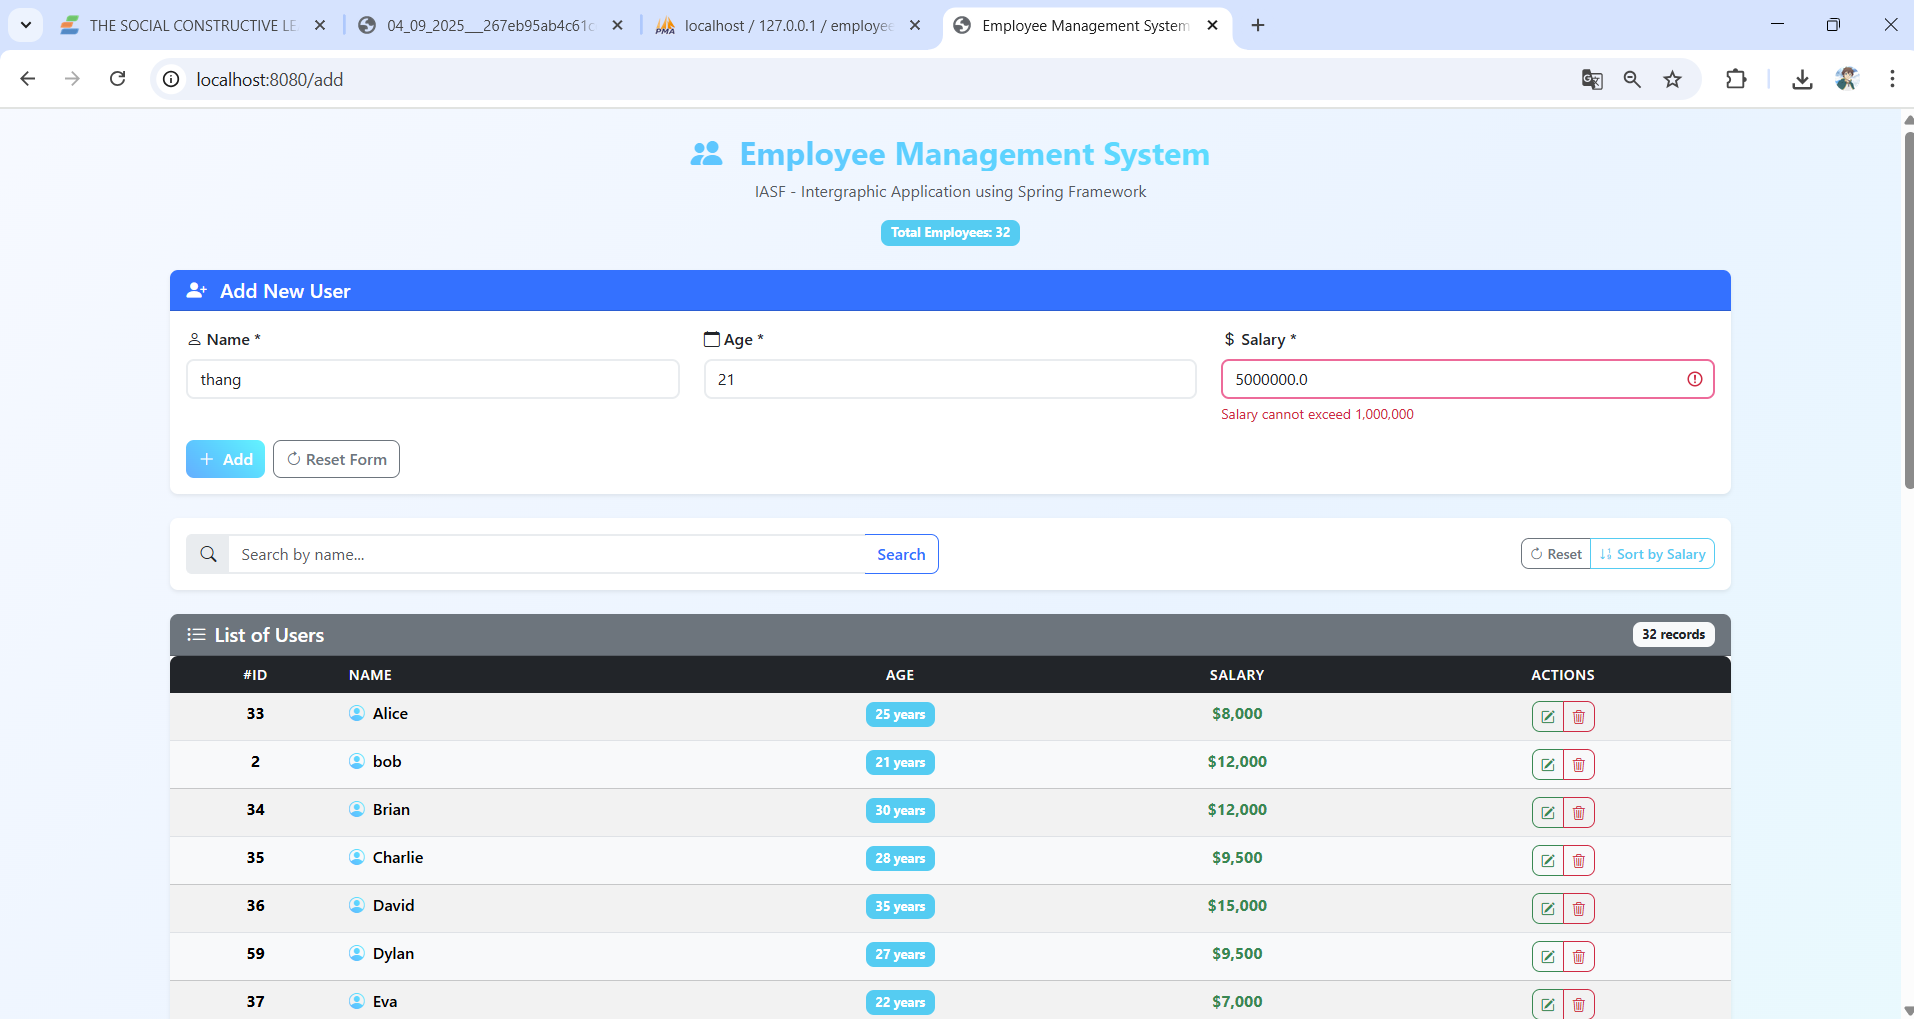 THE SOCIAL CONSTRUCTIVE LE
04_09_2025___267eb95ab4c61c
localhost / 127.0.0.1 / employee
Employee Management System
localhost:8080/add
Employee Management System
IASF - Intergraphic Application using Spring Framework
Total Employees: 32
Add New User
Name *
Age *
$ Salary *
thang
21
5000000.0
Salary cannot exceed 1,000,000
+ Add
Reset Form
Search by name...
Search
Reset
Sort by Salary
List of Users
32 records
#ID NAME AGE SALARY ACTIONS
33 Alice 25 years $8,000
2 bob 21 years $12,000
34 Brian 30 years $12,000
35 Charlie 28 years $9,500
36 David 35 years $15,000
59 Dylan 27 years $9,500
37 Eva 22 years $7,000